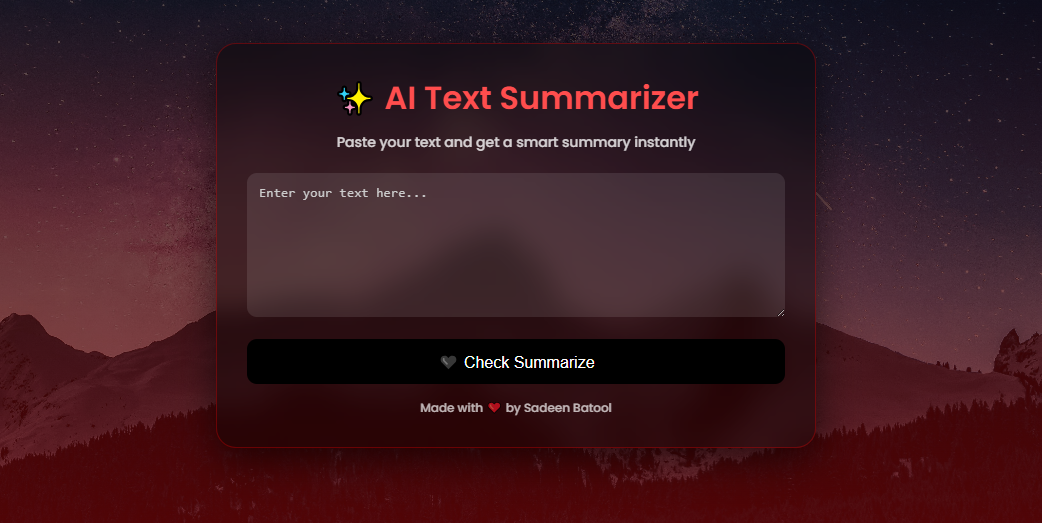 ✨ AI Text Summarizer
Paste your text and get a smart summary instantly
Enter your text here...
🖤 Check Summarize
Made with ❤️ by Sadeen Batool